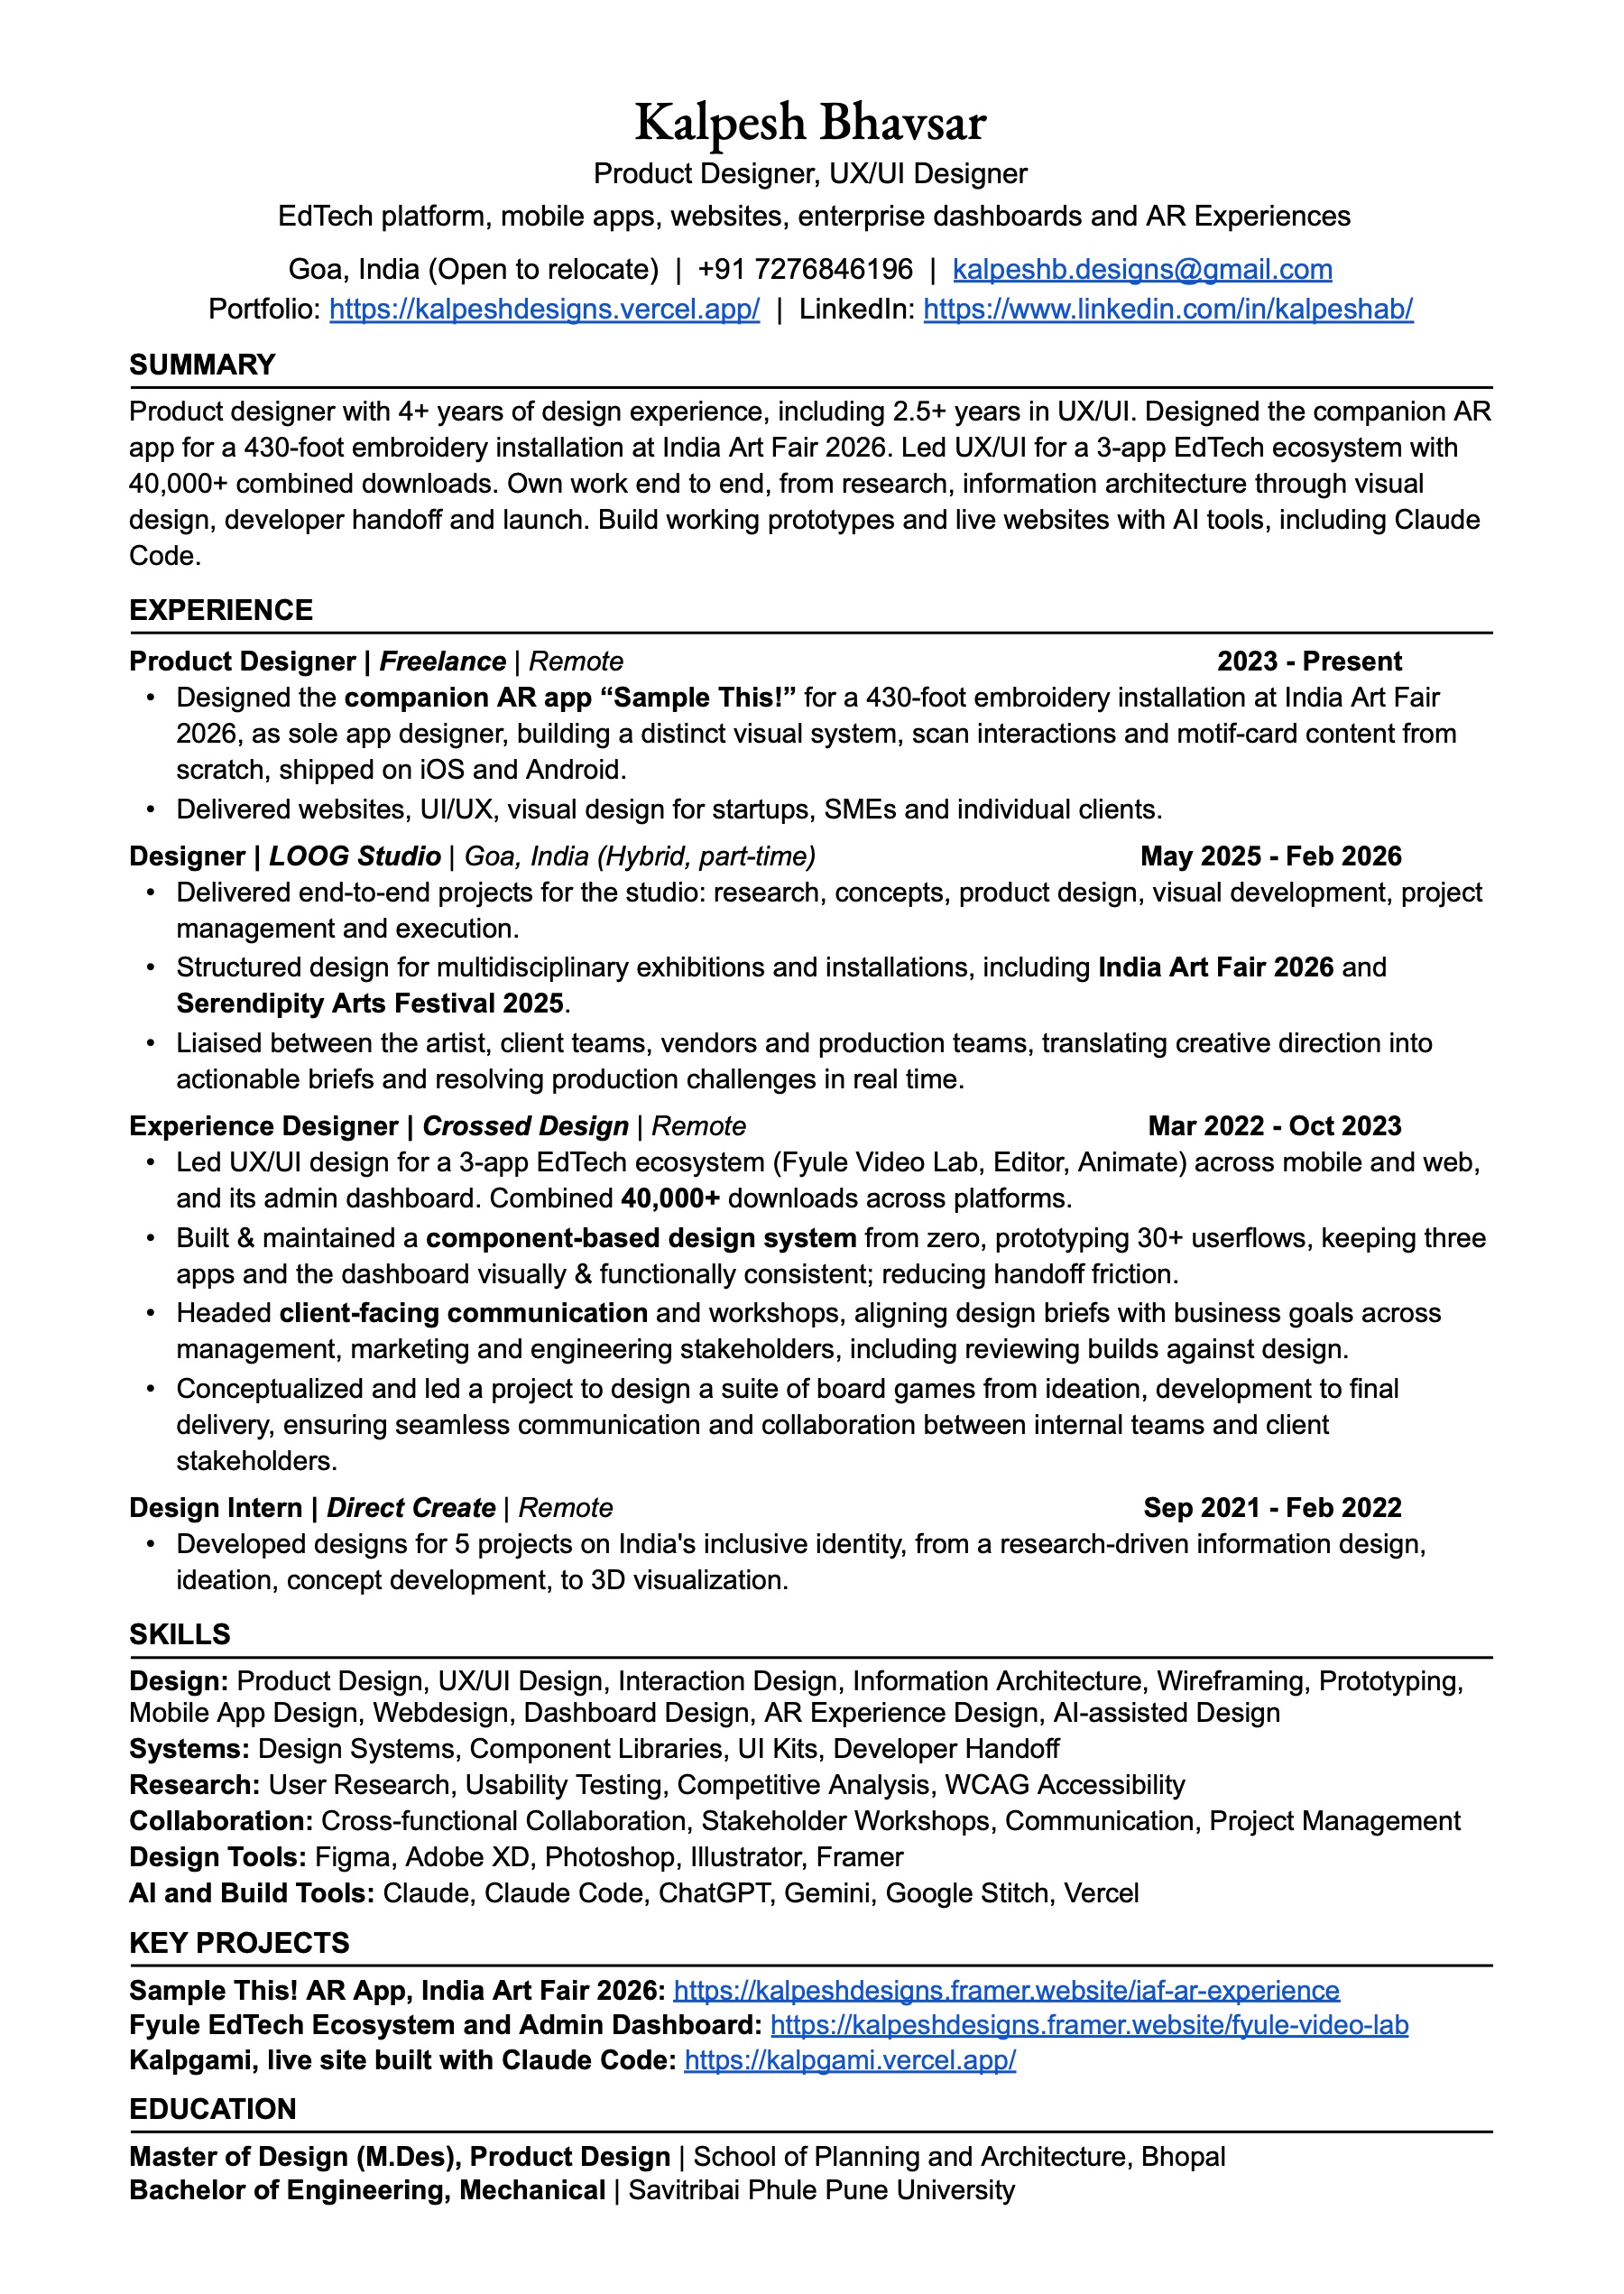 Kalpesh Bhavsar
Product Designer, UX/UI Designer
EdTech platform, mobile apps, websites, enterprise dashboards and AR Experiences
Goa, India (Open to relocate) | +91 7276846196 | kalpeshb.designs@gmail.com
Portfolio: https://kalpeshdesigns.vercel.app/ | LinkedIn: https://www.linkedin.com/in/kalpeshab/
SUMMARY
Product designer with 4+ years of design experience, including 2.5+ years in UX/UI. Designed the companion AR
app for a 430-foot embroidery installation at India Art Fair 2026. Led UX/UI for a 3-app EdTech ecosystem with
40,000+ combined downloads. Own work end to end, from research, information architecture through visual
design, developer handoff and launch. Build working prototypes and live websites with AI tools, including Claude
Code.
EXPERIENCE
Product Designer | Freelance | Remote 2023 - Present
• Designed the companion AR app “Sample This!” for a 430-foot embroidery installation at India Art Fair
2026, as sole app designer, building a distinct visual system, scan interactions and motif-card content from
scratch, shipped on iOS and Android.
• Delivered websites, UI/UX, visual design for startups, SMEs and individual clients.
Designer | LOOG Studio | Goa, India (Hybrid, part-time) May 2025 - Feb 2026
• Delivered end-to-end projects for the studio: research, concepts, product design, visual development, project
management and execution.
• Structured design for multidisciplinary exhibitions and installations, including India Art Fair 2026 and
Serendipity Arts Festival 2025.
• Liaised between the artist, client teams, vendors and production teams, translating creative direction into
actionable briefs and resolving production challenges in real time.
Experience Designer | Crossed Design | Remote Mar 2022 - Oct 2023
• Led UX/UI design for a 3-app EdTech ecosystem (Fyule Video Lab, Editor, Animate) across mobile and web,
and its admin dashboard. Combined 40,000+ downloads across platforms.
• Built & maintained a component-based design system from zero, prototyping 30+ userflows, keeping three
apps and the dashboard visually & functionally consistent; reducing handoff friction.
• Headed client-facing communication and workshops, aligning design briefs with business goals across
management, marketing and engineering stakeholders, including reviewing builds against design.
• Conceptualized and led a project to design a suite of board games from ideation, development to final
delivery, ensuring seamless communication and collaboration between internal teams and client
stakeholders.
Design Intern | Direct Create | Remote Sep 2021 - Feb 2022
• Developed designs for 5 projects on India's inclusive identity, from a research-driven information design,
ideation, concept development, to 3D visualization.
SKILLS
Design: Product Design, UX/UI Design, Interaction Design, Information Architecture, Wireframing, Prototyping,
Mobile App Design, Webdesign, Dashboard Design, AR Experience Design, AI-assisted Design
Systems: Design Systems, Component Libraries, UI Kits, Developer Handoff
Research: User Research, Usability Testing, Competitive Analysis, WCAG Accessibility
Collaboration: Cross-functional Collaboration, Stakeholder Workshops, Communication, Project Management
Design Tools: Figma, Adobe XD, Photoshop, Illustrator, Framer
AI and Build Tools: Claude, Claude Code, ChatGPT, Gemini, Google Stitch, Vercel
KEY PROJECTS
Sample This! AR App, India Art Fair 2026: https://kalpeshdesigns.framer.website/iaf-ar-experience
Fyule EdTech Ecosystem and Admin Dashboard: https://kalpeshdesigns.framer.website/fyule-video-lab
Kalpgami, live site built with Claude Code: https://kalpgami.vercel.app/
EDUCATION
Master of Design (M.Des), Product Design | School of Planning and Architecture, Bhopal
Bachelor of Engineering, Mechanical | Savitribai Phule Pune University